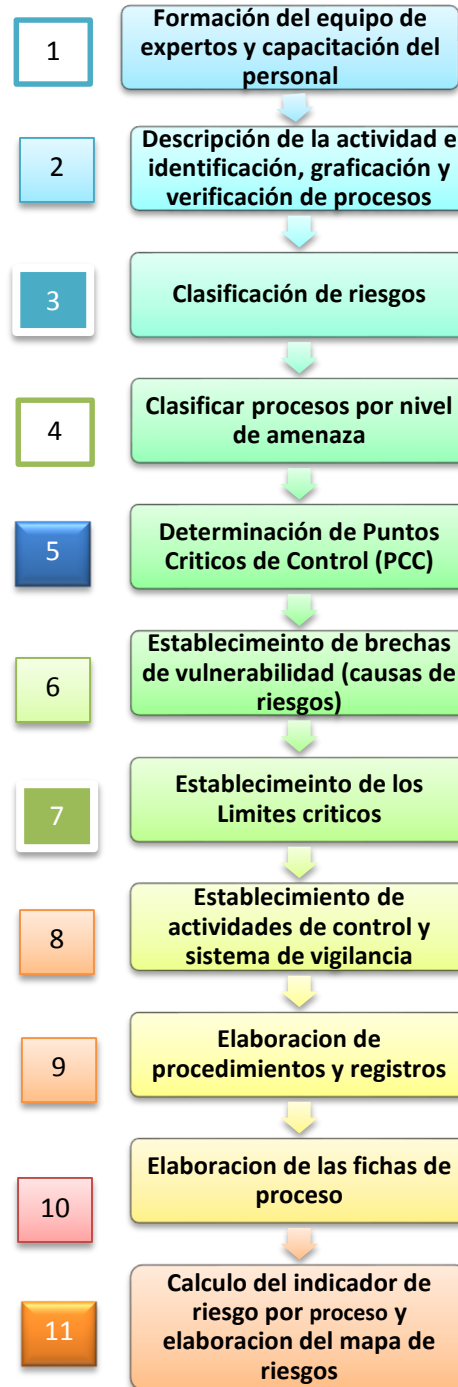 1
Formación del equipo de
expertos y capacitación del
personal
2
Descripción de la actividad e
identificación, graficación y
verificación de procesos
3
Clasificación de riesgos
4
Clasificar procesos por nivel
de amenaza
5
Determinación de Puntos
Criticos de Control (PCC)
6
Establecimeinto de brechas
de vulnerabilidad (causas de
riesgos)
7
Establecimeinto de los
Limites criticos
8
Establecimiento de
actividades de control y
sistema de vigilancia
9
Elaboracion de
procedimientos y registros
10
Elaboracion de las fichas de
proceso
11
Calculo del indicador de
riesgo por proceso y
elaboracion del mapa de
riesgos